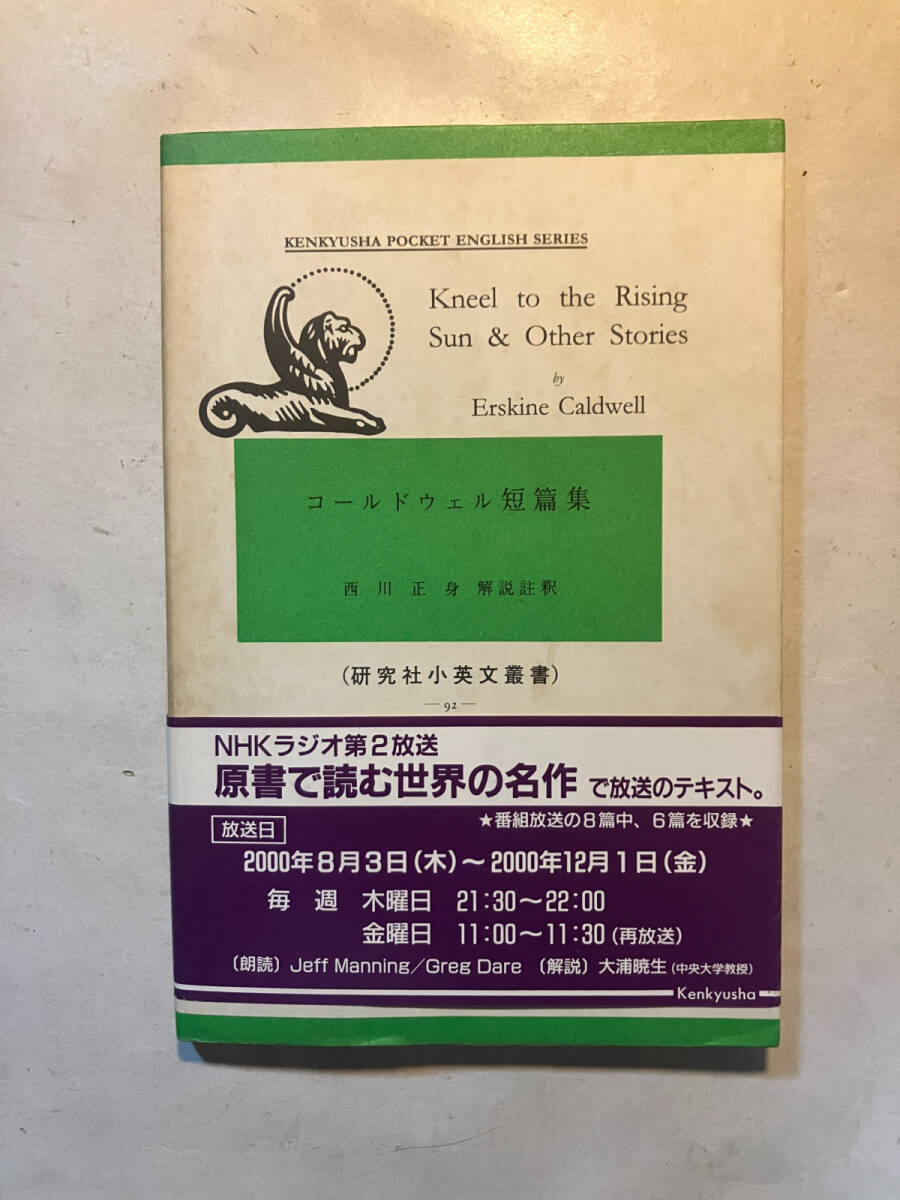 KENKYUSHA POCKET ENGLISH SERIES
Kneel to the Rising
Sun & Other Stories
by
Erskine Caldwell
コールドウェル短篇集
西川正身 解説註釈
(研究社小英文叢書)
—92—
NHKラジオ第2放送
原書で読む世界の名作 で放送のテキスト。
★番組放送の8篇中、6篇を収録★
放送日
2000年8月3日(木)~2000年12月1日(金)
毎週 木曜日 21:30~22:00
金曜日 11:00~11:30(再放送)
〔朗読〕Jeff Manning/Greg Dare 〔解説〕大浦暁生(中央大学教授)
Kenkyusha